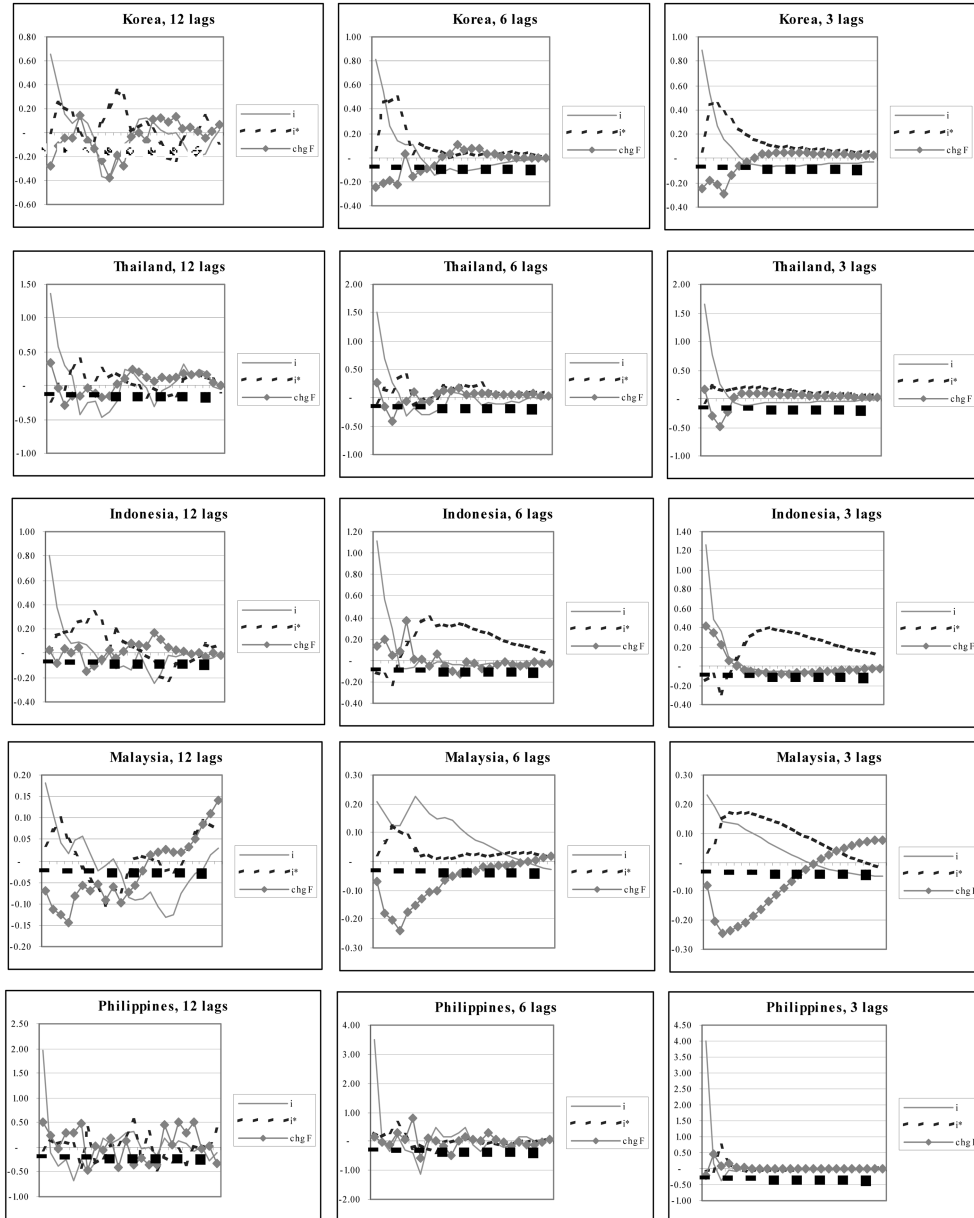 Korea, 12 lags
0.80
0.60
0.40
0.20
-
-0.20
-0.40
-0.60
i
i*
chg F
Korea, 6 lags
1.00
0.80
0.60
0.40
0.20
-
-0.20
-0.40
i
i*
chg F
Korea, 3 lags
1.00
0.80
0.60
0.40
0.20
-
-0.20
-0.40
i
i*
chg F
Thailand, 12 lags
1.50
1.00
0.50
-
-0.50
-1.00
i
i*
chg F
Thailand, 6 lags
2.00
1.50
1.00
0.50
-
-0.50
-1.00
i
i*
chg F
Thailand, 3 lags
2.00
1.50
1.00
0.50
-
-0.50
-1.00
i
i*
chg F
Indonesia, 12 lags
1.00
0.80
0.60
0.40
0.20
-
-0.20
-0.40
i
i*
chg F
Indonesia, 6 lags
1.20
1.00
0.80
0.60
0.40
0.20
-
-0.20
-0.40
i
i*
chg F
Indonesia, 3 lags
1.40
1.20
1.00
0.80
0.60
0.40
0.20
-
-0.20
-0.40
i
i*
chg F
Malaysia, 12 lags
0.20
0.15
0.10
0.05
-
-0.05
-0.10
-0.15
-0.20
i
i*
chg F
Malaysia, 6 lags
0.30
0.20
0.10
-
-0.10
-0.20
-0.30
i
i*
chg F
Malaysia, 3 lags
0.30
0.20
0.10
-
-0.10
-0.20
-0.30
i
i*
chg F
Philippines, 12 lags
2.50
2.00
1.50
1.00
0.50
-
-0.50
-1.00
i
i*
chg F
Philippines, 6 lags
4.00
3.00
2.00
1.00
-
-1.00
-2.00
i
i*
chg F
Philippines, 3 lags
4.50
4.00
3.50
3.00
2.50
2.00
1.50
1.00
0.50
-
-0.50
-1.00
i
i*
chg F